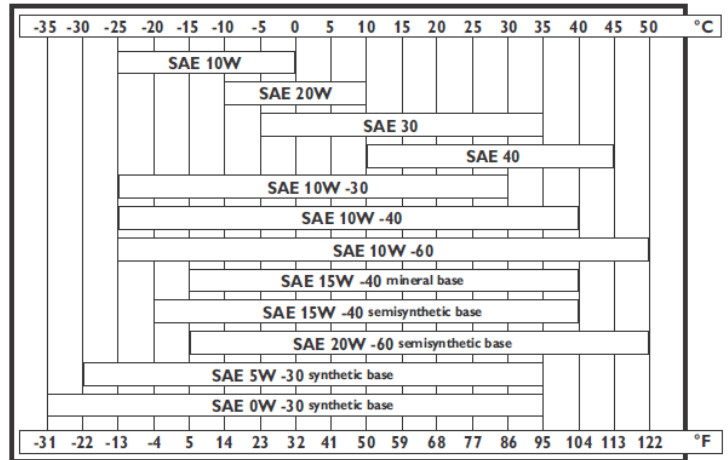 -35 -30 -25 -20 -15 -10 -5 0 5 10 15 20 25 30 35 40 45 50 °C
SAE 10W
SAE 20W
SAE 30
SAE 40
SAE 10W -30
SAE 10W -40
SAE 10W -60
SAE 15W -40 mineral base
SAE 15W -40 semisynthetic base
SAE 20W -60 semisynthetic base
SAE 5W -30 synthetic base
SAE 0W -30 synthetic base
-31 -22 -13 -4 5 14 23 32 41 50 59 68 77 86 95 104 113 122 °F